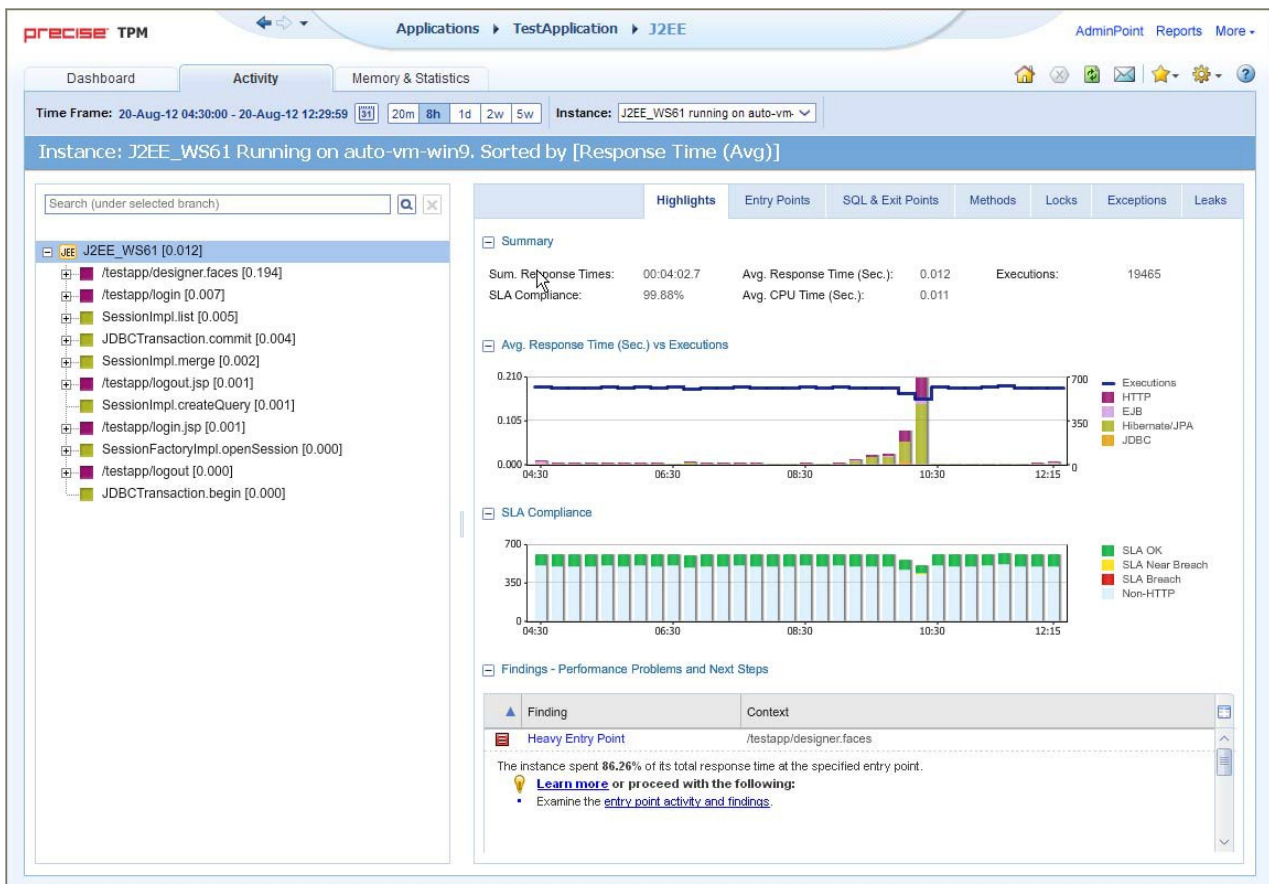 precise TPM
Applications TestApplication J2EE
AdminPoint Reports More
Dashboard Activity Memory & Statistics
Time Frame: 20-Aug-12 04:30:00 - 20-Aug-12 12:29:59 31 20m 8h 1d 2w 5w Instance: J2EE_WS61 running on auto-vm-
Instance: J2EE_WS61 Running on auto-vm-win9. Sorted by [Response Time (Avg)]
Search (under selected branch)
JEE J2EE_WS61 [0.012]
/testapp/designer.faces [0.194]
/testapp/login [0.007]
SessionImpl.list [0.005]
JDBCTransaction.commit [0.004]
SessionImpl.merge [0.002]
/testapp/logout.jsp [0.001]
SessionImpl.createQuery [0.001]
/testapp/login.jsp [0.001]
SessionFactoryImpl.openSession [0.000]
/testapp/logout [0.000]
JDBCTransaction.begin [0.000]
Highlights Entry Points SQL & Exit Points Methods Locks Exceptions Leaks
Summary
Sum. Response Times: 00:04:02.7 Avg. Response Time (Sec.): 0.012 Executions: 19465
SLA Compliance: 99.88% Avg. CPU Time (Sec.): 0.011
Avg. Response Time (Sec.) vs Executions
0.210
0.105
0.000
700
350
0
04:30 06:30 08:30 10:30 12:15
Executions
HTTP
EJB
Hibernate/JPA
JDBC
SLA Compliance
700
350
0
04:30 06:30 08:30 10:30 12:15
SLA OK
SLA Near Breach
SLA Breach
Non-HTTP
Findings - Performance Problems and Next Steps
Finding Context
Heavy Entry Point /testapp/designer.faces
The instance spent 86.26% of its total response time at the specified entry point.
Learn more or proceed with the following:
Examine the entry point activity and findings.